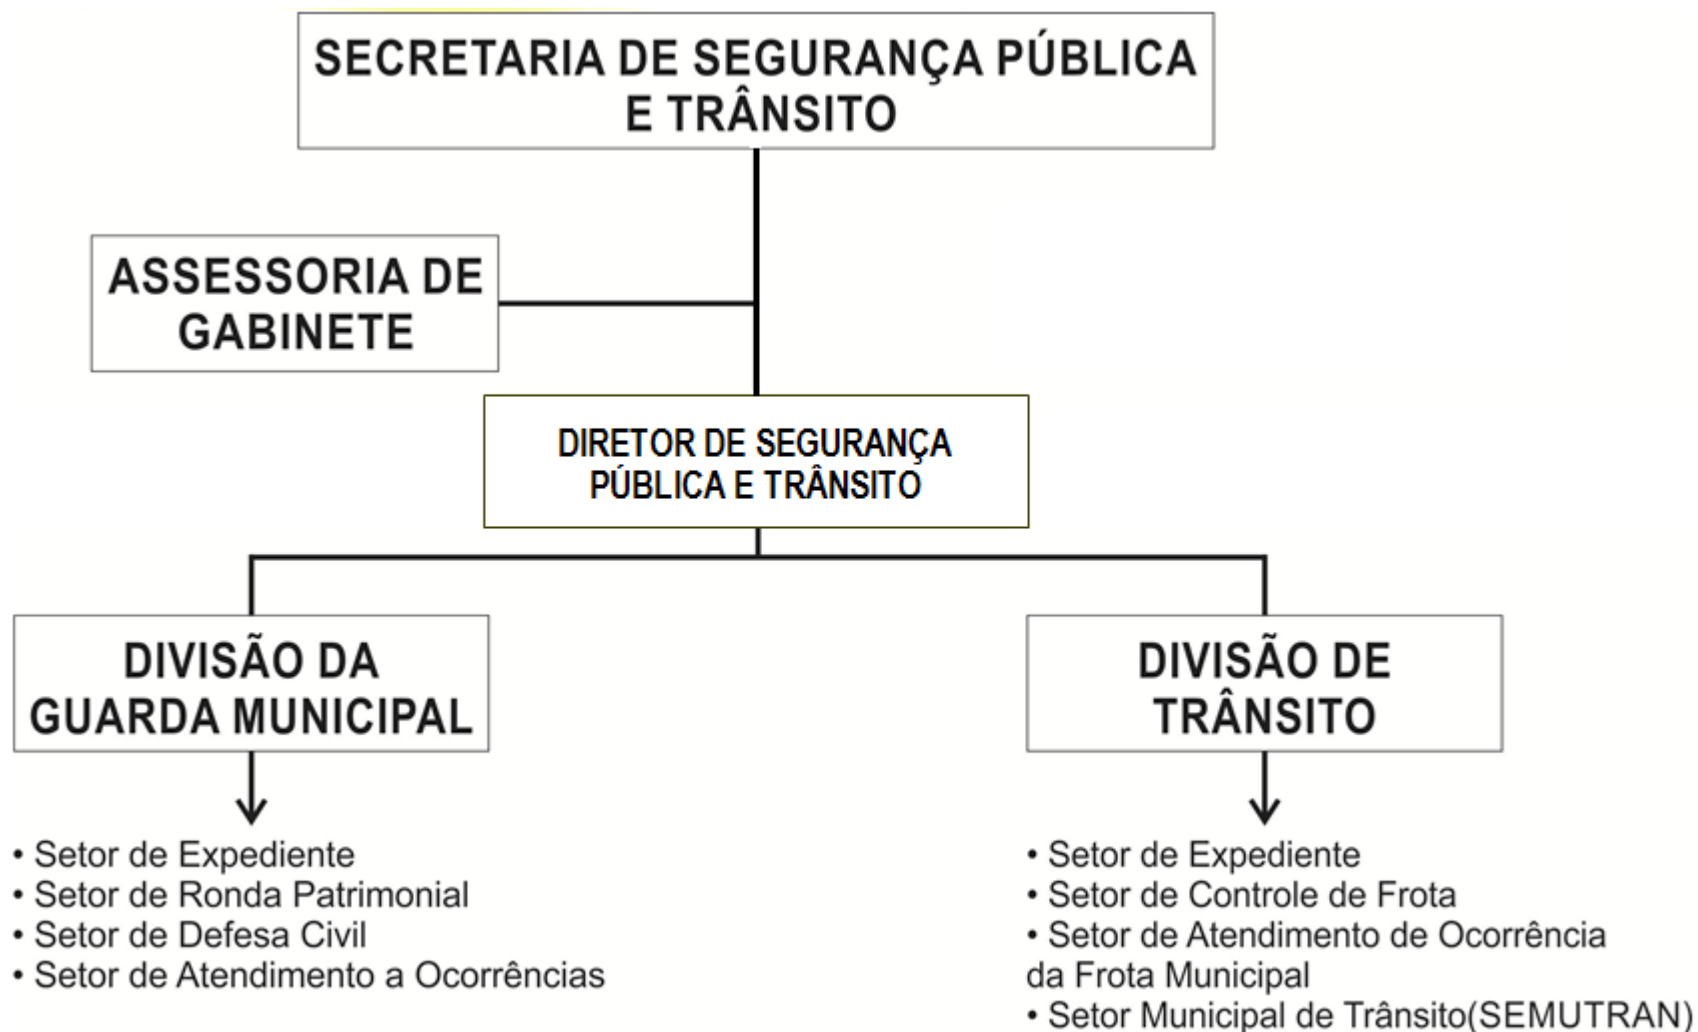 SECRETARIA DE SEGURANÇA PÚBLICA
E TRÂNSITO
ASSESSORIA DE
GABINETE
DIRETOR DE SEGURANÇA
PÚBLICA E TRÂNSITO
DIVISÃO DA
GUARDA MUNICIPAL
• Setor de Expediente
• Setor de Ronda Patrimonial
• Setor de Defesa Civil
• Setor de Atendimento a Ocorrências
DIVISÃO DE
TRÂNSITO
• Setor de Expediente
• Setor de Controle de Frota
• Setor de Atendimento de Ocorrência
da Frota Municipal
• Setor Municipal de Trânsito(SEMUTRAN)